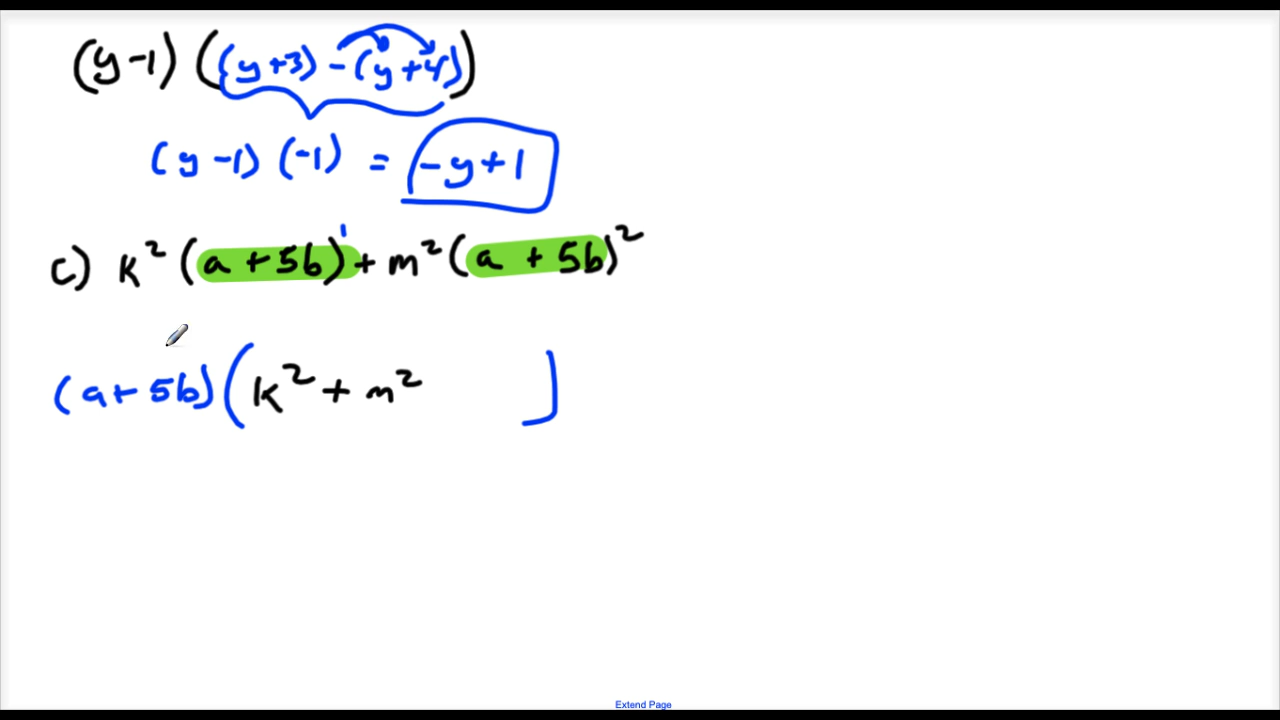 (y-1)((y+3)-(y+4))
(y-1)(-1) = -y+1
c) k²(a+5b)¹+m²(a+5b)²
(a+5b)(k²+m² ]
Extend Page